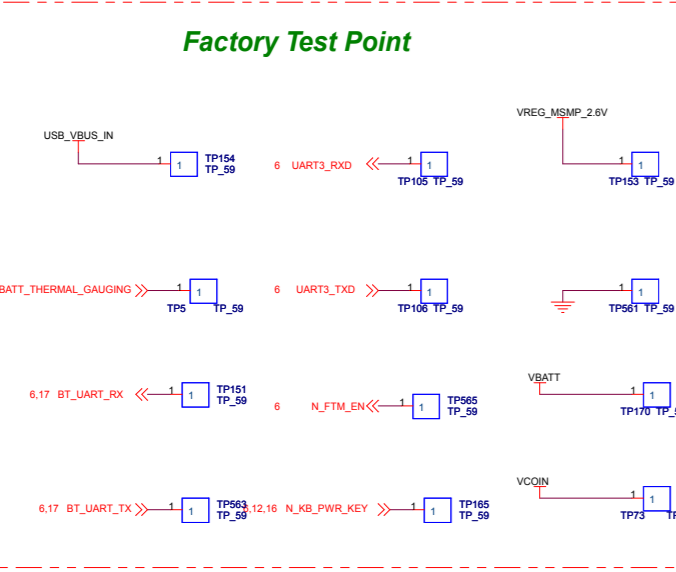 Factory Test Point
USB_VBUS_IN
1
1
TP154
TP_59
6 UART3_RXD
1
1
TP105 TP_59
VREG_MSMP_2.6V
1
1
TP153 TP_59
BATT_THERMAL_GAUGING
1
1
TP5 TP_59
6 UART3_TXD
1
1
TP106 TP_59
1
1
TP561 TP_59
6,17 BT_UART_RX
1
1
TP151
TP_59
6 N_FTM_EN
1
1
TP565
TP_59
VBATT
1
1
TP170
6,17 BT_UART_TX
1
1
TP563
TP_59
6,12,16 N_KB_PWR_KEY
1
1
TP165
TP_59
VCOIN
1
1
TP73